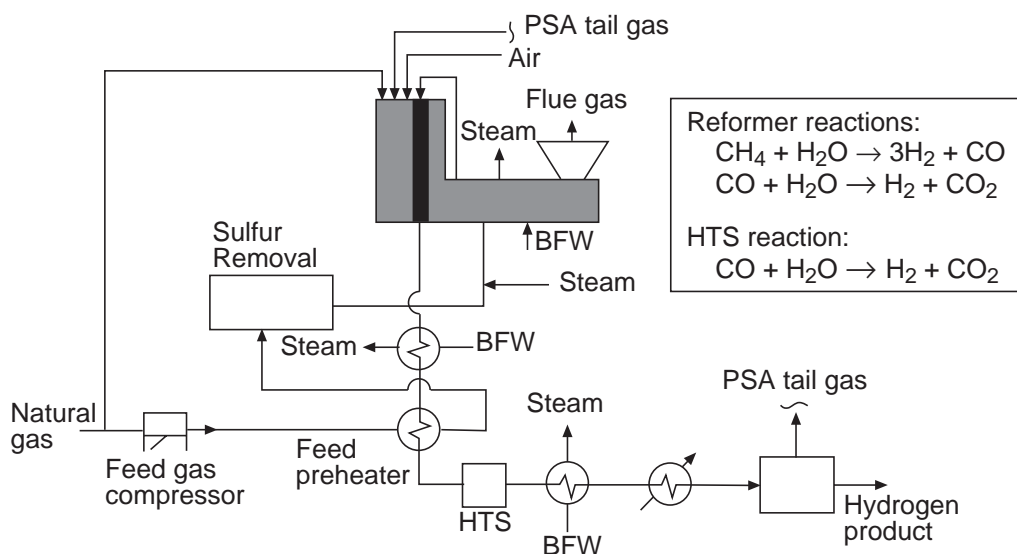 PSA tail gas
Air
Flue gas
Steam
Reformer reactions:
CH₄ + H₂O → 3H₂ + CO
CO + H₂O → H₂ + CO₂
HTS reaction:
CO + H₂O → H₂ + CO₂
BFW
Sulfur
Removal
Steam
Steam
BFW
PSA tail gas
Steam
Natural
gas
Feed gas
compressor
Feed
preheater
HTS
BFW
Hydrogen
product